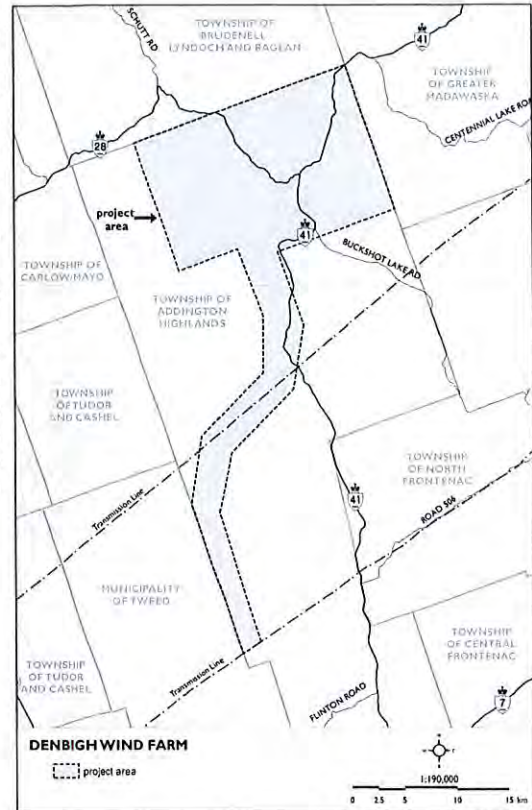 TOWNSHIP OF
BRUDENELL
LYNDOCH AND RAGLAN
SCHUTT RD
41
TOWNSHIP
OF GREATER
MADAWASKA
CENTENNIAL LAKE ROAD
28
project
area
41
BUCKSHOT LAKE RD
TOWNSHIP OF
CARLOW/MAYO
TOWNSHIP OF
ADDINGTON
HIGHLANDS
TOWNSHIP
OF TUDOR
AND CASHEL
TOWNSHIP
OF NORTH
FRONTENAC
41
ROAD 506
Transmission Line
MUNICIPALITY
OF TWEED
TOWNSHIP
OF TUDOR
AND CASHEL
Transmission Line
TOWNSHIP
OF CENTRAL
FRONTENAC
FLINTON ROAD
7
DENBIGH WIND FARM
project area
1:190,000
0 2.5 5 10 15 km